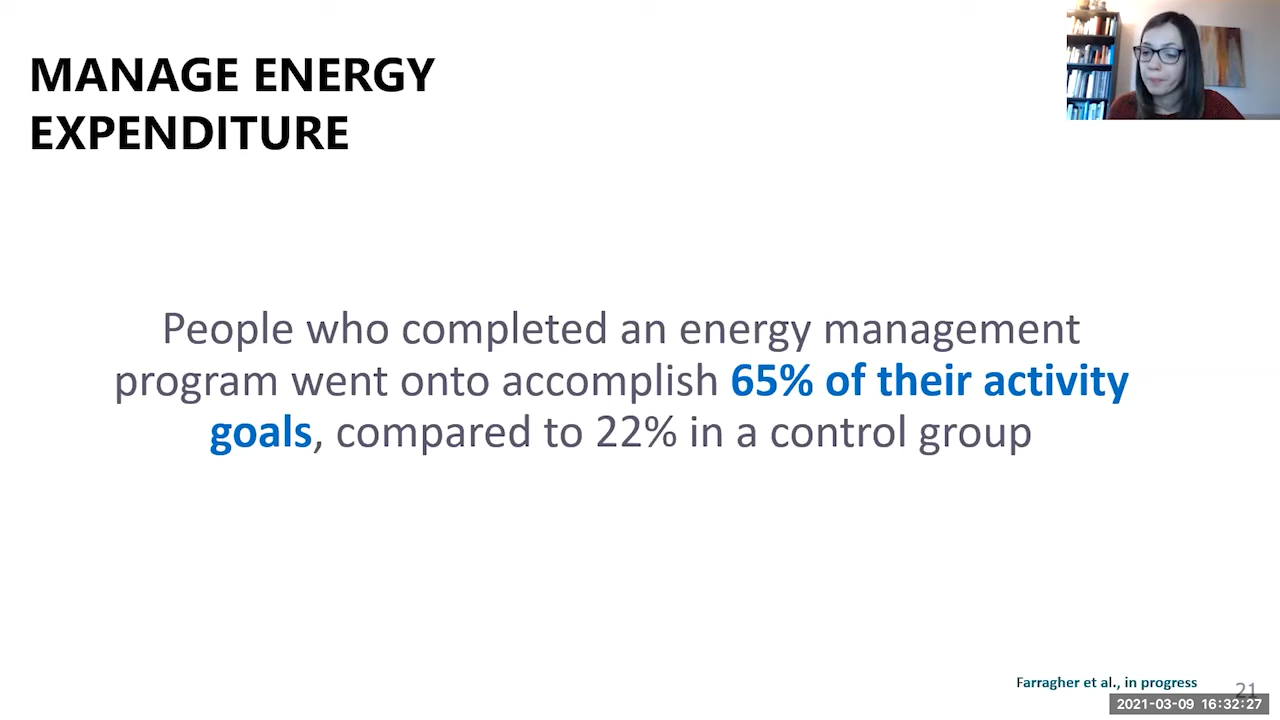 MANAGE ENERGY
EXPENDITURE
People who completed an energy management
program went onto accomplish 65% of their activity
goals, compared to 22% in a control group
Farragher et al., in progress
21
2021-03-09 16:32:27